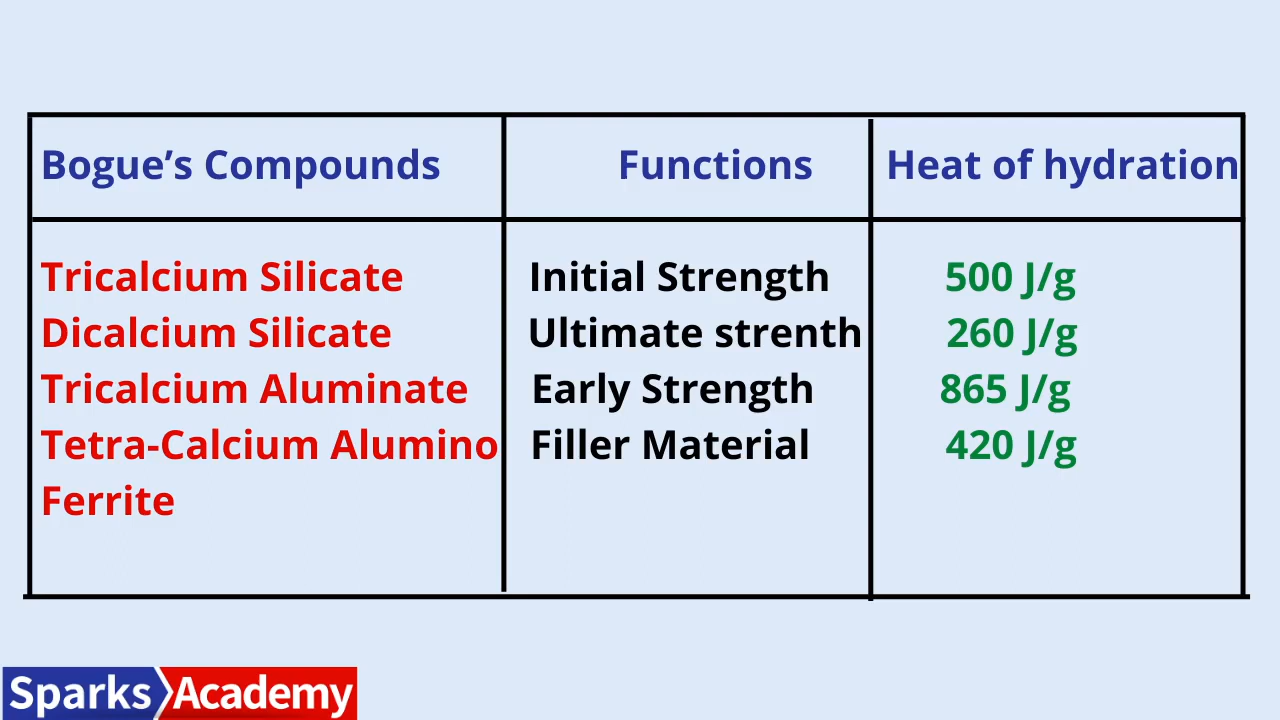 Bogue’s Compounds Functions Heat of hydration
Tricalcium Silicate Initial Strength 500 J/g
Dicalcium Silicate Ultimate strenth 260 J/g
Tricalcium Aluminate Early Strength 865 J/g
Tetra-Calcium Alumino Filler Material 420 J/g
Ferrite
Sparks Academy